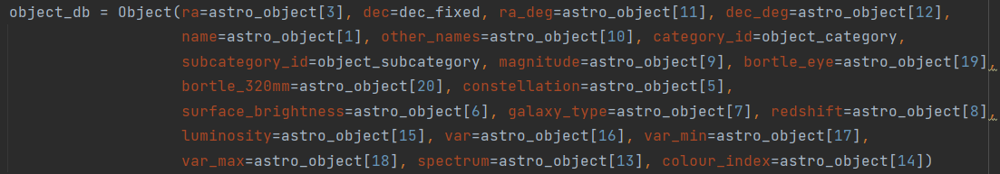 object_db = Object(ra=astro_object[3], dec=dec_fixed, ra_deg=astro_object[11], dec_deg=astro_object[12],
name=astro_object[1], other_names=astro_object[10], category_id=object_category,
subcategory_id=object_subcategory, magnitude=astro_object[9], bortle_eye=astro_object[19],
bortle_320mm=astro_object[20], constellation=astro_object[5],
surface_brightness=astro_object[6], galaxy_type=astro_object[7], redshift=astro_object[8],
luminosity=astro_object[15], var=astro_object[16], var_min=astro_object[17],
var_max=astro_object[18], spectrum=astro_object[13], colour_index=astro_object[14])